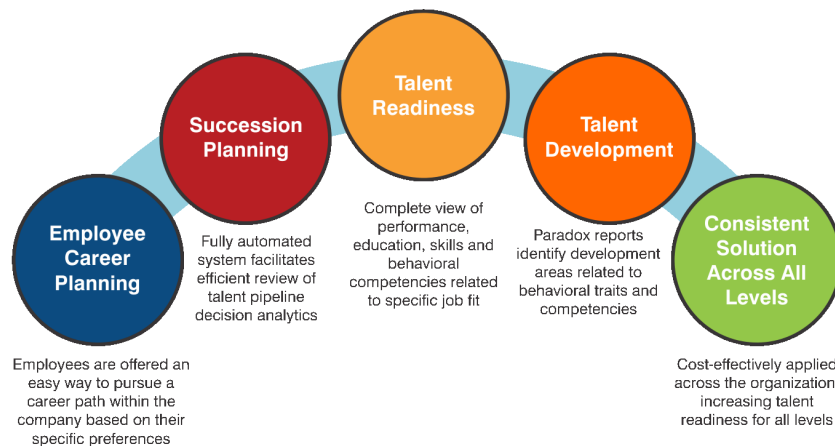 Employee
Career
Planning
Employees are offered an
easy way to pursue a
career path within the
company based on their
specific preferences
Succession
Planning
Fully automated
system facilitates
efficient review of
talent pipeline
decision analytics
Talent
Readiness
Complete view of
performance,
education, skills and
behavioral
competencies related
to specific job fit
Talent
Development
Paradox reports
identify development
areas related to
behavioral traits and
competencies
Consistent
Solution
Across All
Levels
Cost-effectively applied
across the organization,
increasing talent
readiness for all levels